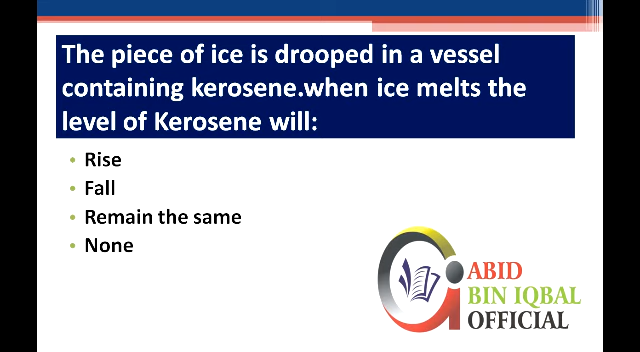 The piece of ice is drooped in a vessel
containing kerosene.when ice melts the
level of Kerosene will:
• Rise
• Fall
• Remain the same
• None
ABID
BIN IQBAL
OFFICIAL